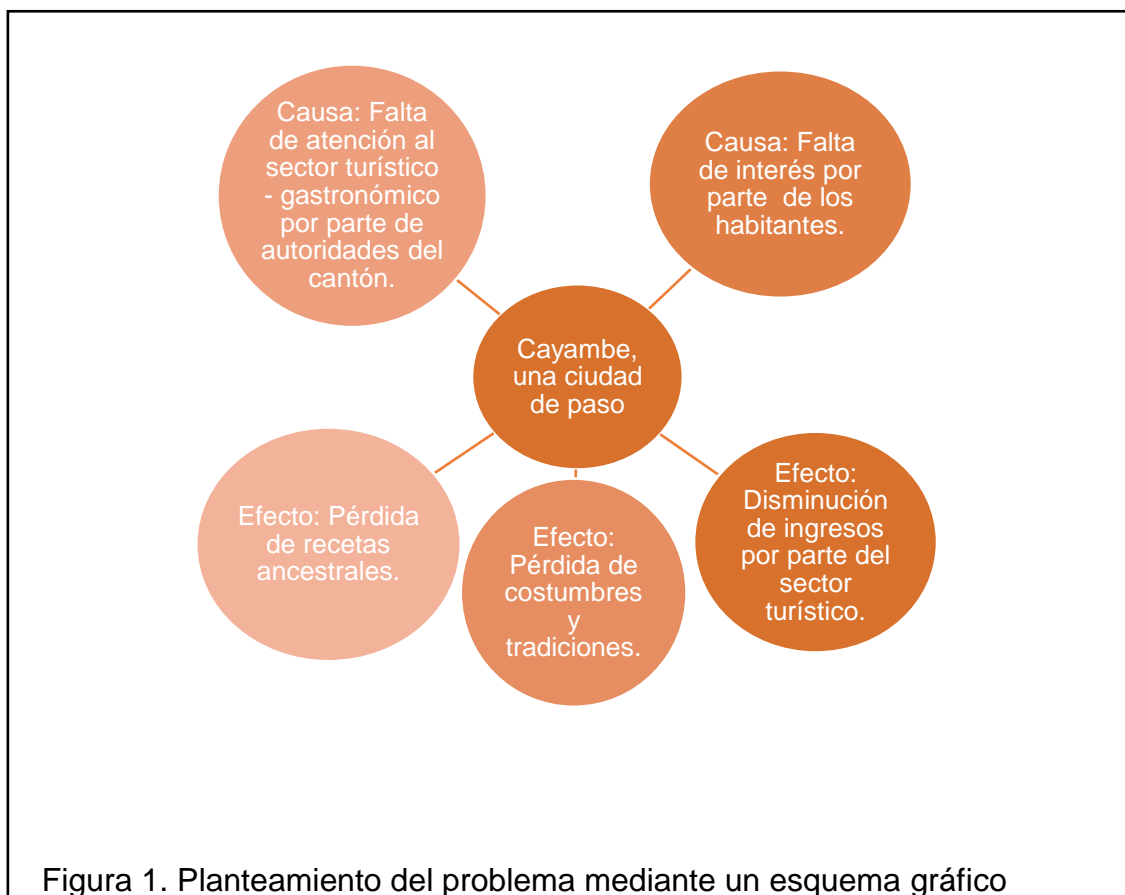 Causa: Falta
de atención al
sector turístico
- gastronómico
por parte de
autoridades del
cantón.
Causa: Falta
de interés por
parte de los
habitantes.
Cayambe,
una ciudad
de paso
Efecto: Pérdida
de recetas
ancestrales.
Efecto:
Pérdida de
costumbres
y
tradiciones.
Efecto:
Disminución
de ingresos
por parte del
sector
turístico.
Figura 1. Planteamiento del problema mediante un esquema gráfico